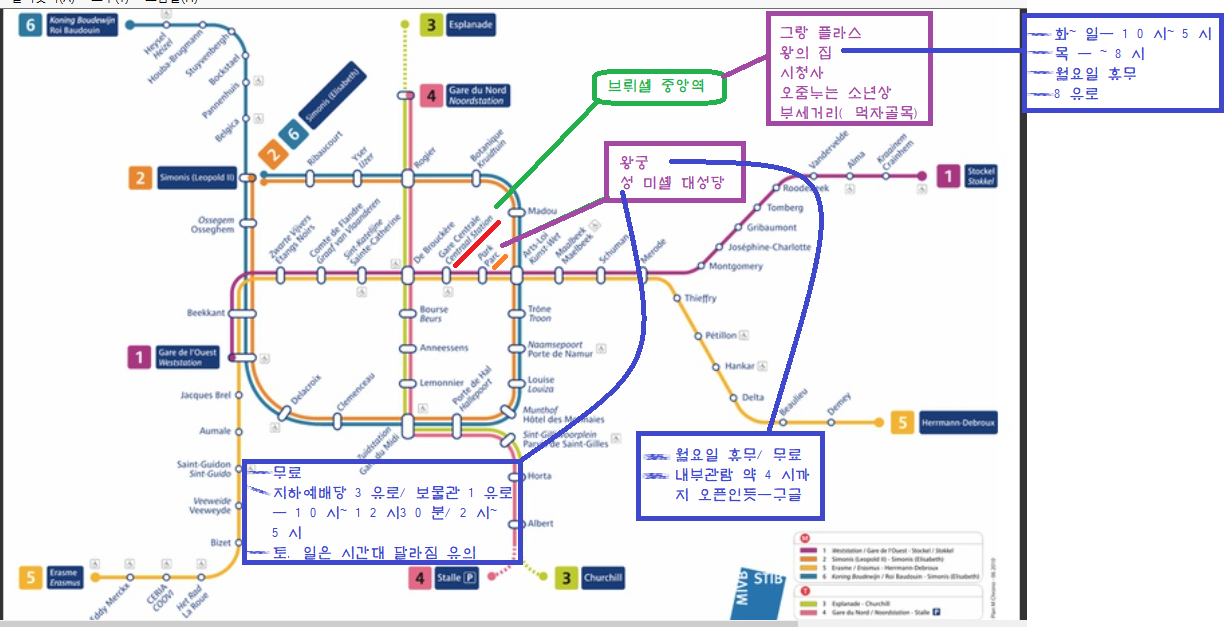 6
Koning Boudewijn
Roi Baudouin
Heysel
Heizel
Houba-Brugmann
Stuyvenbergh
Bockstael
Pannenhuis
Belgica
3
Esplanade
4
Gare du Nord
Noordstation
브뤼셀 중앙역
그랑 플라스
왕의 집
시청사
오줌누는 소년상
부세거리( 먹자골목)
화~ 일ㅡ 1 0 시~ 5 시
목 ㅡ ~ 8 시
월요일 휴무
8 유로
왕궁
성 미셸 대성당
2
6
Simonis (Elisabeth)
2
Simonis (Leopold II)
Ribaucourt
Yser
IJzer
Rogier
Botanique
Kruidtuin
Madou
Ossegem
Osseghem
Zwarte Vijvers
Étangs Noirs
Comte de Flandre
Graaf van Vlaanderen
Sint-Katelijne
Sainte-Catherine
De Brouckère
Gare Centrale
Centraal Station
Park
Parc
Arts-Loi
Kunst-Wet
Maalbeek
Maelbeek
Schuman
Merode
Montgomery
Joséphine-Charlotte
Gribaumont
Tomberg
Roodebeek
Vandervelde
Alma
Kraainem
Crainhem
1
Stockel
Stokkel
Beekkant
1
Gare de l'Ouest
Weststation
Bourse
Beurs
Anneessens
Lemonnier
Trône
Troon
Naamsepoort
Porte de Namur
Louise
Louiza
Munthof
Hôtel des Monnaies
Thieffry
Pétillon
Hankar
Delta
Beaulieu
Demey
5
Herrmann-Debroux
Jacques Brel
Aumale
Saint-Guidon
Sint-Guido
Veeweide
Veeweyde
Bizet
Delacroix
Clemenceau
Zuidstation
Gare du Midi
Porte de Hal
Hallepoort
Sint-Gillisvoorplein
Parvis de Saint-Gilles
Horta
Albert
무료
지하예배당 3 유로/ 보물관 1 유로
ㅡ 1 0 시~ 1 2 시3 0 분/ 2 시~
5 시
토. 일은 시간대 달라짐 유의
월요일 휴무/ 무료
내부관람 약 4 시까
지 오픈인듯ㅡ구글
5
Erasme
Erasmus
Eddy Merckx
CERIA
COOVI
Het Rad
La Roue
4
Stalle P
3
Churchill
MIVB
STIB
M
1 Weststation / Gare de l'Ouest - Stockel / Stokkel
2 Simonis (Leopold II) - Simonis (Elisabeth)
5 Erasme / Erasmus - Herrmann-Debroux
6 Koning Boudewijn / Roi Baudouin - Simonis (Elisabeth)
T
3 Esplanade - Churchill
4 Gare du Nord / Noordstation - Stalle P